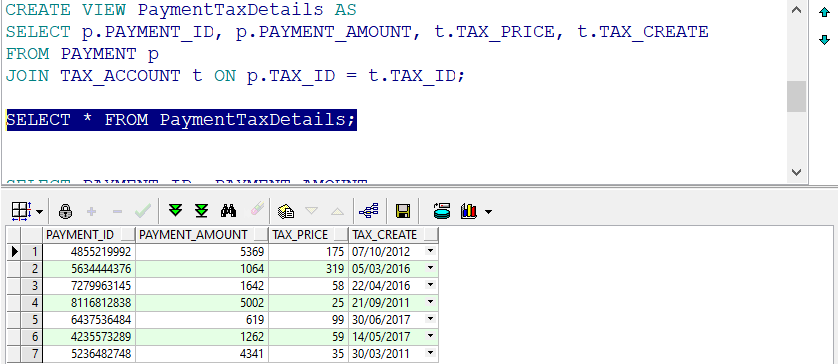 CREATE VIEW PaymentTaxDetails AS
SELECT p.PAYMENT_ID, p.PAYMENT_AMOUNT, t.TAX_PRICE, t.TAX_CREATE
FROM PAYMENT p
JOIN TAX_ACCOUNT t ON p.TAX_ID = t.TAX_ID;
SELECT * FROM PaymentTaxDetails;
SELECT PAYMENT_ID, PAYMENT_AMOUNT
PAYMENT_ID PAYMENT_AMOUNT TAX_PRICE TAX_CREATE
1 4855219992 5369 175 07/10/2012
2 5634444376 1064 319 05/03/2016
3 7279963145 1642 58 22/04/2016
4 8116812838 5002 25 21/09/2011
5 6437536484 619 99 30/06/2017
6 4235573289 1262 59 14/05/2017
7 5236482748 4341 35 30/03/2011